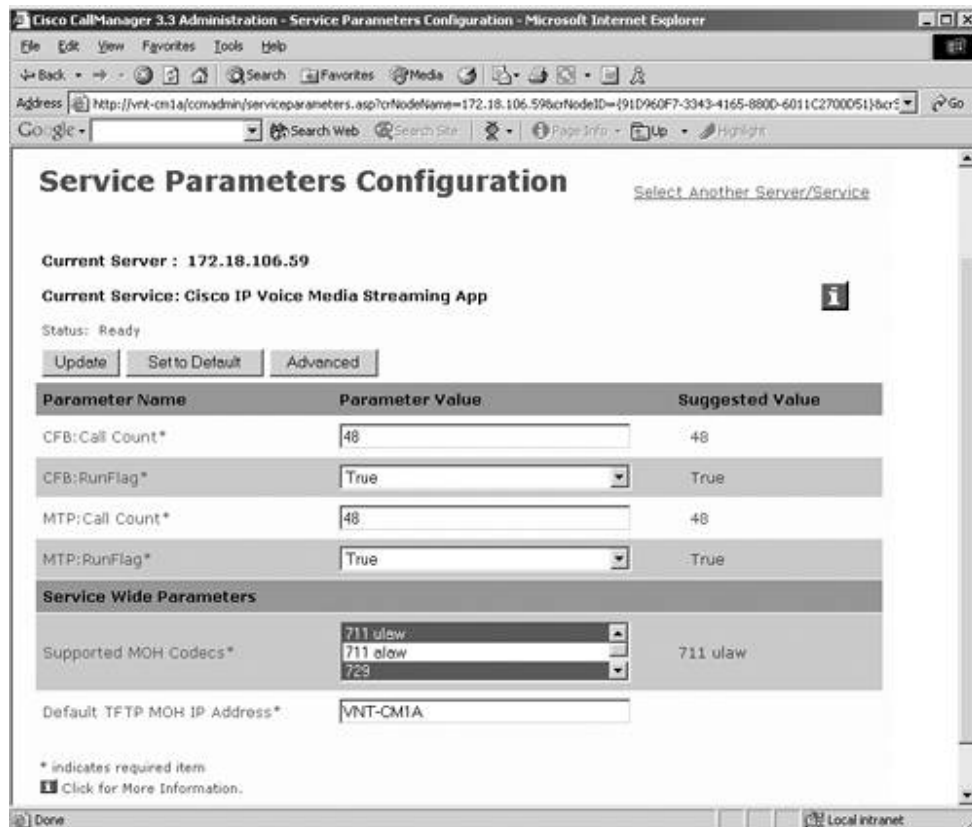 Cisco CallManager 3.3 Administration - Service Parameters Configuration - Microsoft Internet Explorer
File Edit View Favorites Tools Help
Back Search Favorites Media
Address http://vnt-cm1a/ccmadmin/serviceparameters.asp?crNodeName=172.18.106.59&crNodeID={91D960F7-3343-4165-880D-6011C2700D51}&crS Go
Google Search Web Search Site Page Info Up Highlight
Service Parameters Configuration
Select Another Server/Service
Current Server : 172.18.106.59
Current Service: Cisco IP Voice Media Streaming App
Status: Ready
Update Set to Default Advanced
Parameter Name Parameter Value Suggested Value
CFB:Call Count* 48 48
CFB:RunFlag* True True
MTP:Call Count* 48 48
MTP:RunFlag* True True
Service Wide Parameters
711 ulaw
Supported MOH Codecs* 711 alaw 711 ulaw
729
Default TFTP MOH IP Address* VNT-CM1A
* indicates required item
i Click for More Information.
Done Local intranet